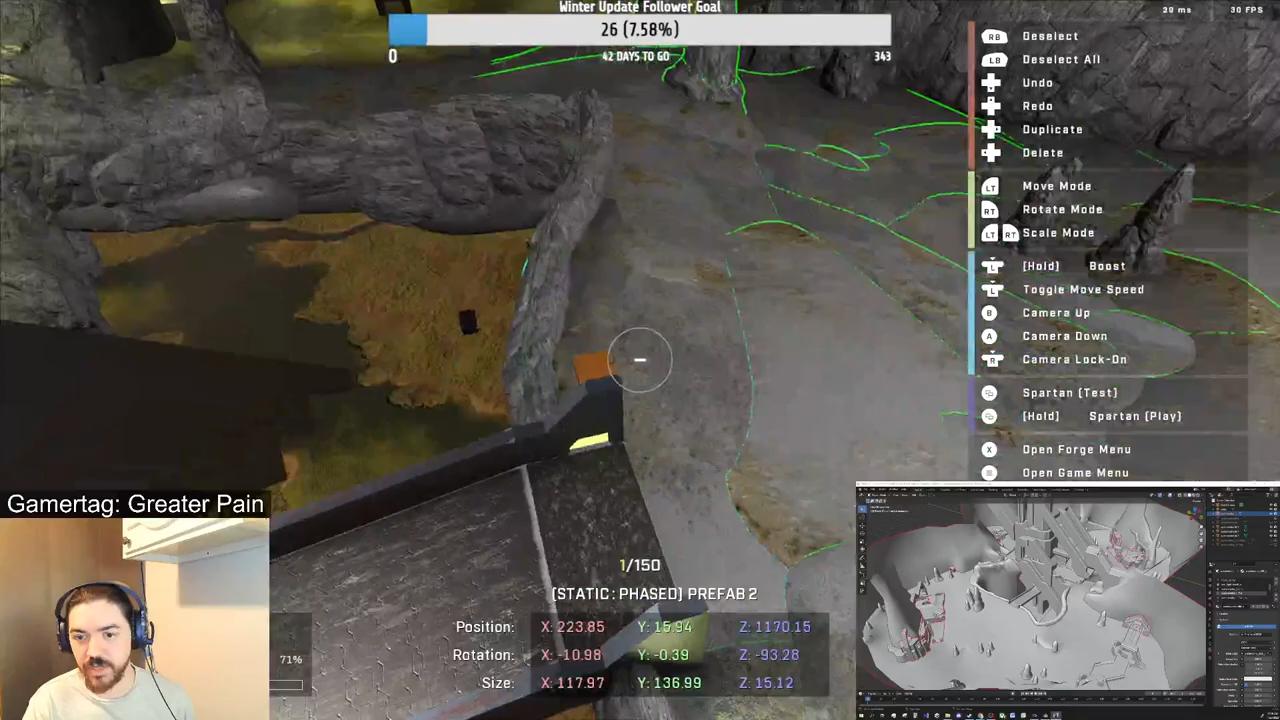 Winter Update Follower Goal
26 (7.58%)
0
42 DAYS TO GO
343
29 ms
30 FPS
RB Deselect
LB Deselect All
Undo
Redo
Duplicate
Delete
LT Move Mode
RT Rotate Mode
LT RT Scale Mode
L [Hold] Boost
L Toggle Move Speed
B Camera Up
A Camera Down
R Camera Lock-On
Spartan (Test)
[Hold] Spartan (Play)
X Open Forge Menu
Open Game Menu
Gamertag: Greater Pain
1/150
(STATIC : PHASED) PREFAB 2
Position: X: 223.85 Y: 15.94 Z: 1170.15
Rotation: X: -10.98 Y: -0.39 Z: -93.28
Size: X: 117.97 Y: 136.99 Z: 15.12
71%